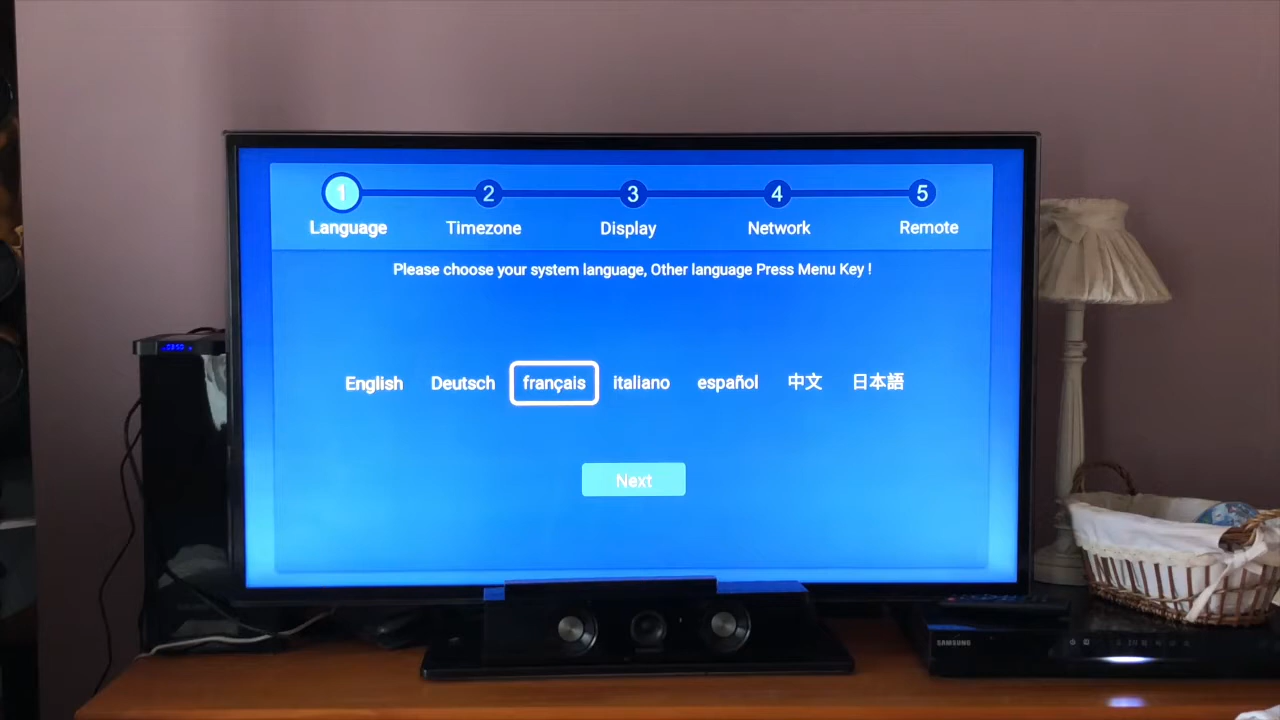 1 2 3 4 5
Language Timezone Display Network Remote
Please choose your system language, Other language Press Menu Key !
English Deutsch français italiano español 中文 日本語
Next
SAMSUNG